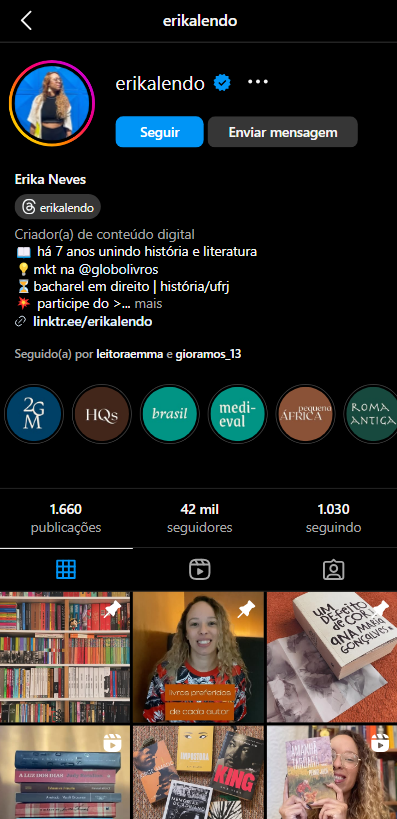 erikalendo
erikalendo
Seguir
Enviar mensagem
Erika Neves
erikalendo
Criador(a) de conteúdo digital
há 7 anos unindo história e literatura
mkt na @globolivros
bacharel em direito | história/ufrj
participe do >... mais
linktr.ee/erikalendo
Seguido(a) por leitoraemma e gioramos_13
2G
M
HQs
brasil
medi-
eval
pequena
ÁFRICA
ROMA
ANTIGA
1.660
publicações
42 mil
seguidores
1.030
seguindo
livros preferidos
de cada autor
UM
DEFEITO
DE COR
ANA MARIA
GONÇALVES
A LUZ DOS DIAS
IMPOSTORA
KING